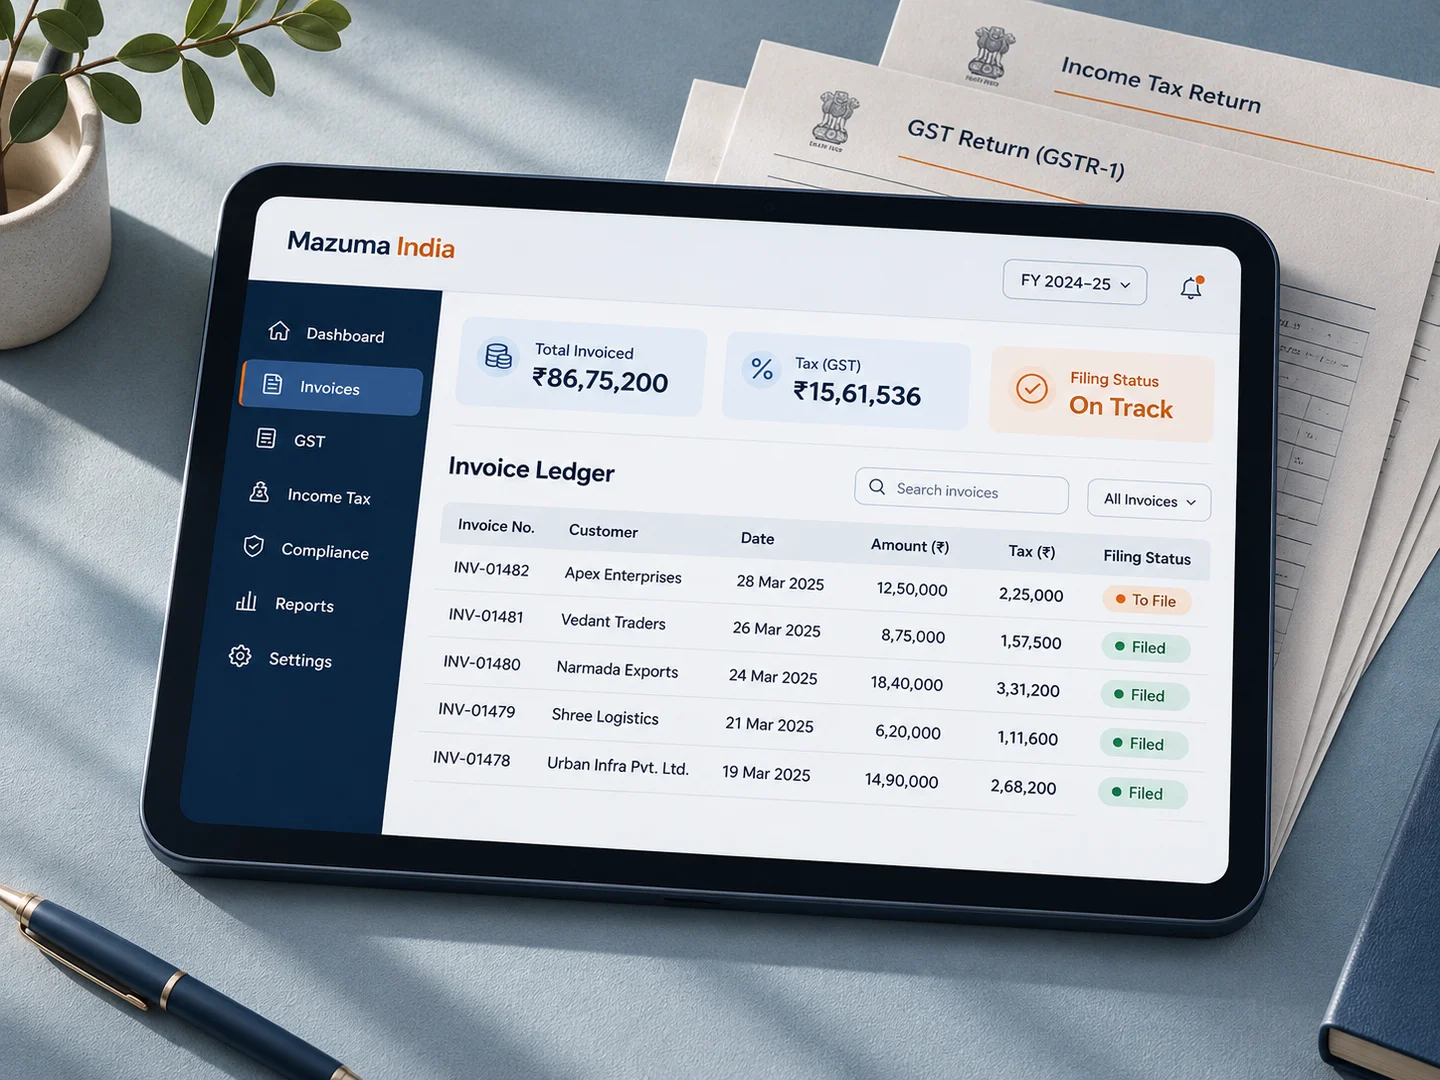 Income Tax Return
GST Return (GSTR-1)
Mazuma India
FY 2024-25
Dashboard
Invoices
GST
Income Tax
Compliance
Reports
Settings
Total Invoiced
₹86,75,200
% Tax (GST)
₹15,61,536
Filing Status
On Track
Invoice Ledger
Search invoices
All Invoices
Invoice No. Customer Date Amount (₹) Tax (₹) Filing Status
INV-01482 Apex Enterprises 28 Mar 2025 12,50,000 2,25,000 To File
INV-01481 Vedant Traders 26 Mar 2025 8,75,000 1,57,500 Filed
INV-01480 Narmada Exports 24 Mar 2025 18,40,000 3,31,200 Filed
INV-01479 Shree Logistics 21 Mar 2025 6,20,000 1,11,600 Filed
INV-01478 Urban Infra Pvt. Ltd. 19 Mar 2025 14,90,000 2,68,200 Filed